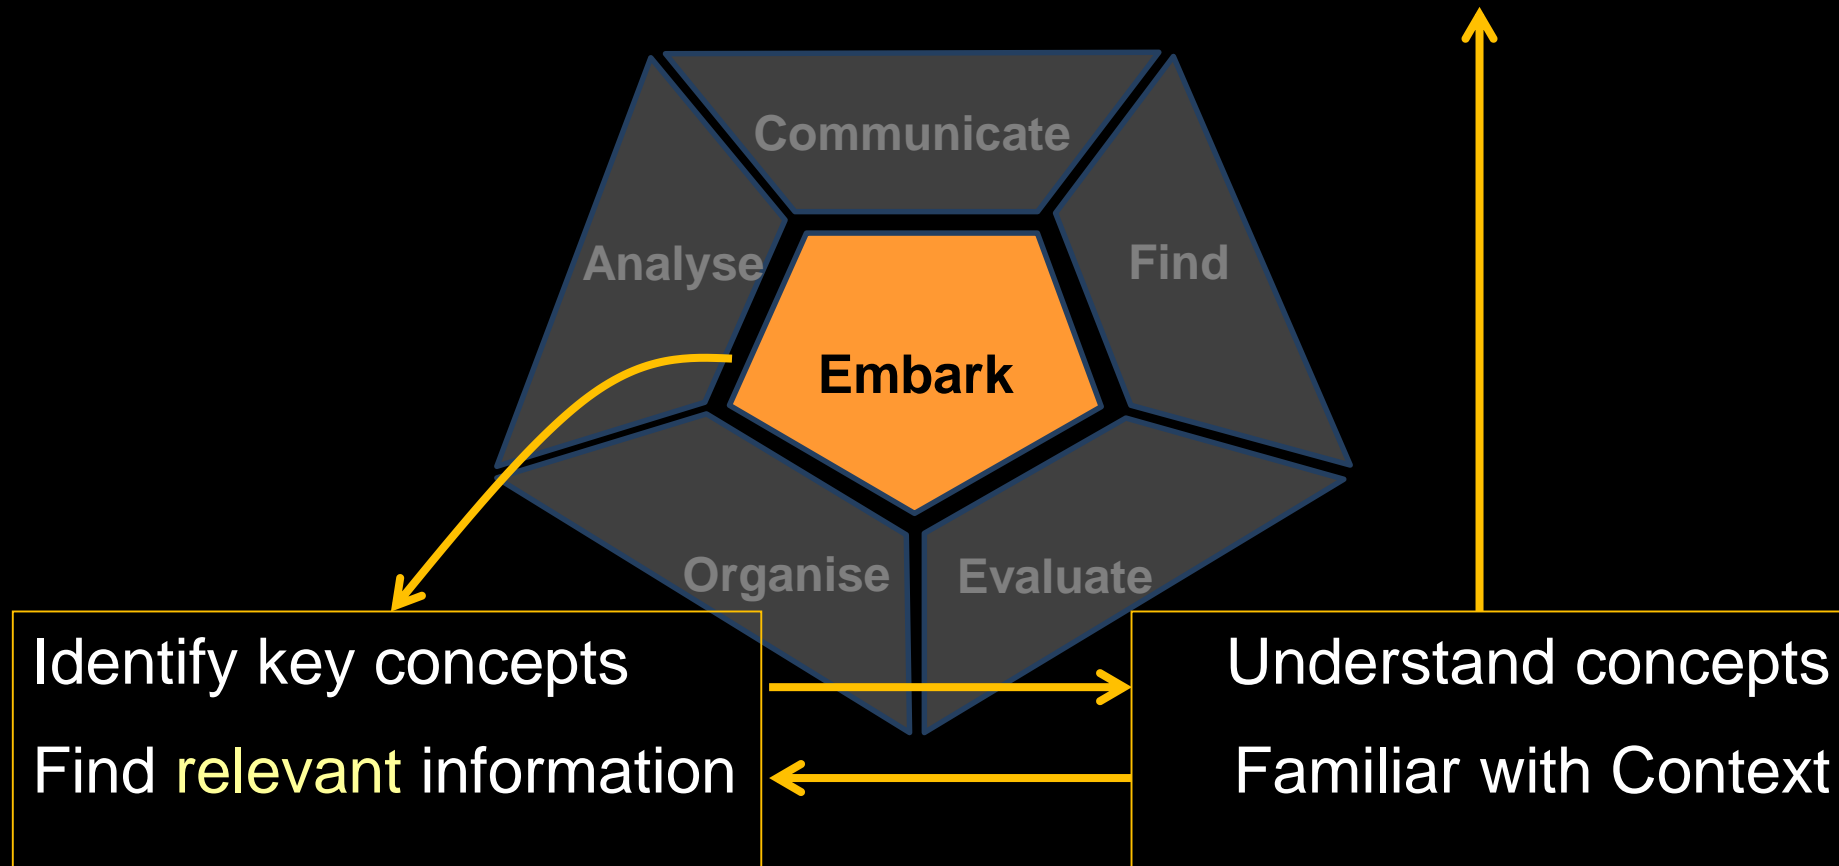 Communicate
Analyse
Find
Embark
Organise
Evaluate
Identify key concepts
Find relevant information
Understand concepts
Familiar with Context